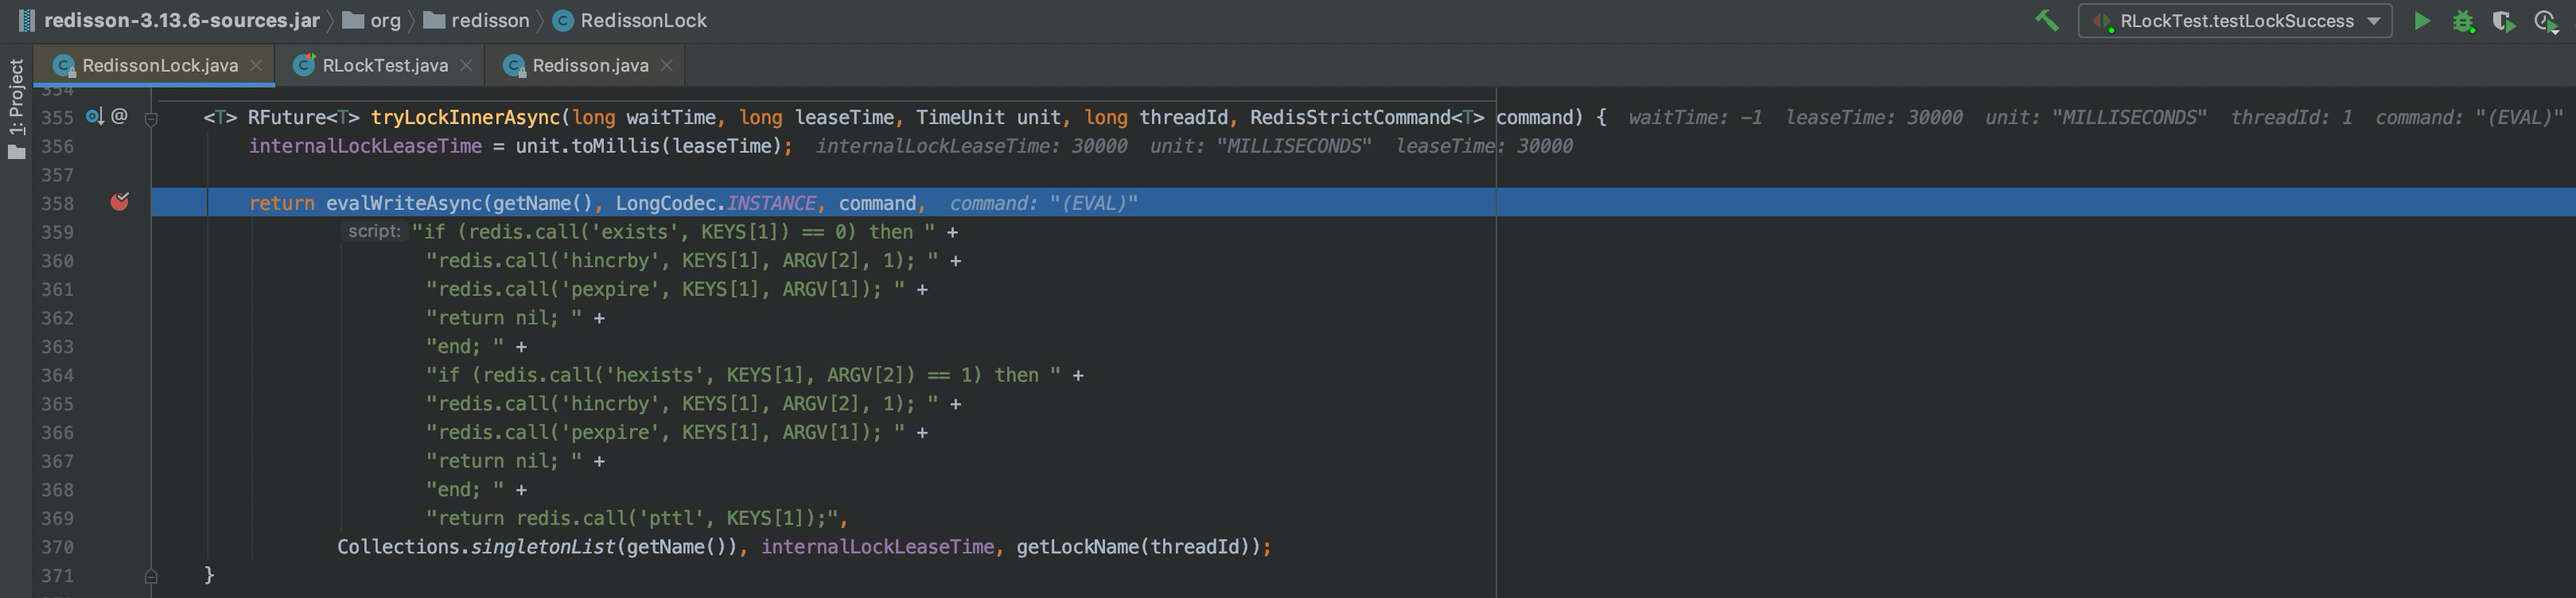 redisson-3.13.6-sources.jar org redisson RedissonLock RLockTest.testLockSuccess
RedissonLock.java RLockTest.java Redisson.java
1: Project
354
355 @ <T> RFuture<T> tryLockInnerAsync(long waitTime, long leaseTime, TimeUnit unit, long threadId, RedisStrictCommand<T> command) { waitTime: -1 leaseTime: 30000 unit: "MILLISECONDS" threadId: 1 command: "(EVAL)"
356 internalLockLeaseTime = unit.toMillis(leaseTime); internalLockLeaseTime: 30000 unit: "MILLISECONDS" leaseTime: 30000
357
358 return evalWriteAsync(getName(), LongCodec.INSTANCE, command, command: "(EVAL)"
359 script: "if (redis.call('exists', KEYS[1]) == 0) then " +
360 "redis.call('hincrby', KEYS[1], ARGV[2], 1); " +
361 "redis.call('pexpire', KEYS[1], ARGV[1]); " +
362 "return nil; " +
363 "end; " +
364 "if (redis.call('hexists', KEYS[1], ARGV[2]) == 1) then " +
365 "redis.call('hincrby', KEYS[1], ARGV[2], 1); " +
366 "redis.call('pexpire', KEYS[1], ARGV[1]); " +
367 "return nil; " +
368 "end; " +
369 "return redis.call('pttl', KEYS[1]);",
370 Collections.singletonList(getName()), internalLockLeaseTime, getLockName(threadId));
371 }